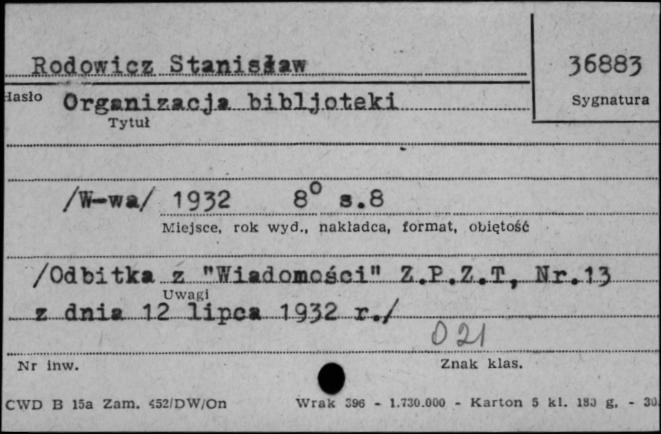 Rodowicz Stanisław
36883
Hasło Organizacja bibljoteki
Sygnatura
Tytuł
/W-wa/ 1932 8° s.8
Miejsce, rok wyd., nakładca, format, objętość
/Odbitka z "Wiadomości" Z.P.Z.T, Nr.13
Uwagi
z dnia 12 lipca 1932 r./
021
Nr inw.
Znak klas.
CWD B 15a Zam. 452/DW/On Wrak 396 - 1.730.000 - Karton 5 kl. 180 g. - 30.